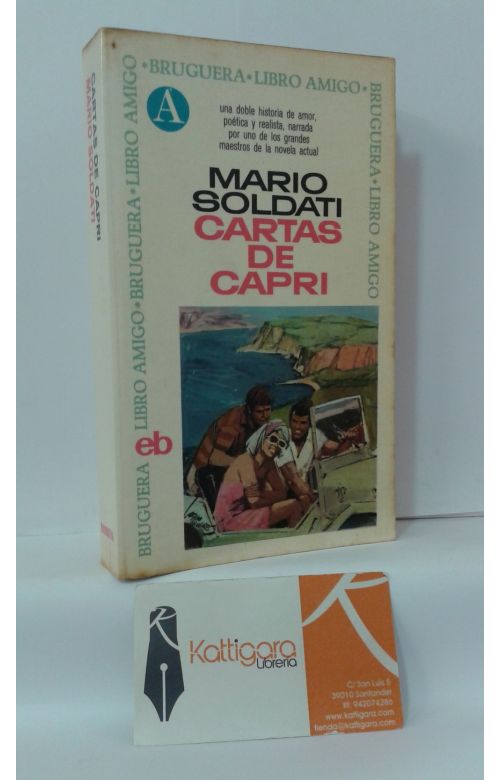 CARTAS DE CAPRI
MARIO SOLDATI
BRUGUERA * LIBRO AMIGO * BRUGUERA * LIBRO AMIGO
* BRUGUERA * LIBRO AMIGO *
BRUGUERA * LIBRO AMIGO
A
una doble historia de amor,
poética y realista, narrada
por uno de los grandes
maestros de la novela actual
MARIO
SOLDATI
CARTAS
DE
CAPRI
eb
Kattigara
Librería
C/ San Luis 5
39010 Santander
tlf: 942074286
www.kattigara.com
tienda@kattigara.com